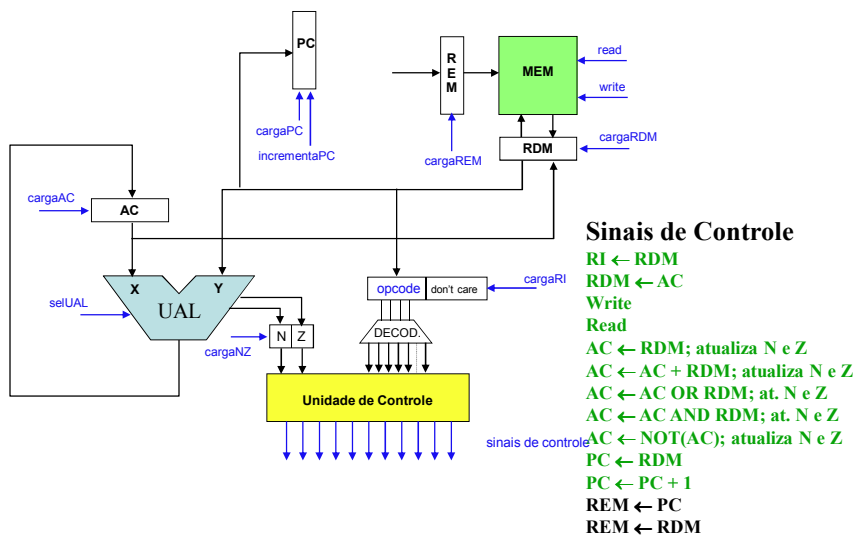 PC
R
E
M
MEM
read
write
cargaPC
incrementaPC
cargaREM
RDM
cargaRDM
cargaAC
AC
X
Y
UAL
selUAL
opcode
don't care
cargaRI
N
Z
cargaNZ
DECOD.
Unidade de Controle
sinais de controle
Sinais de Controle
RI ← RDM
RDM ← AC
Write
Read
AC ← RDM; atualiza N e Z
AC ← AC + RDM; atualiza N e Z
AC ← AC OR RDM; at. N e Z
AC ← AC AND RDM; at. N e Z
AC ← NOT(AC); atualiza N e Z
PC ← RDM
PC ← PC + 1
REM ← PC
REM ← RDM